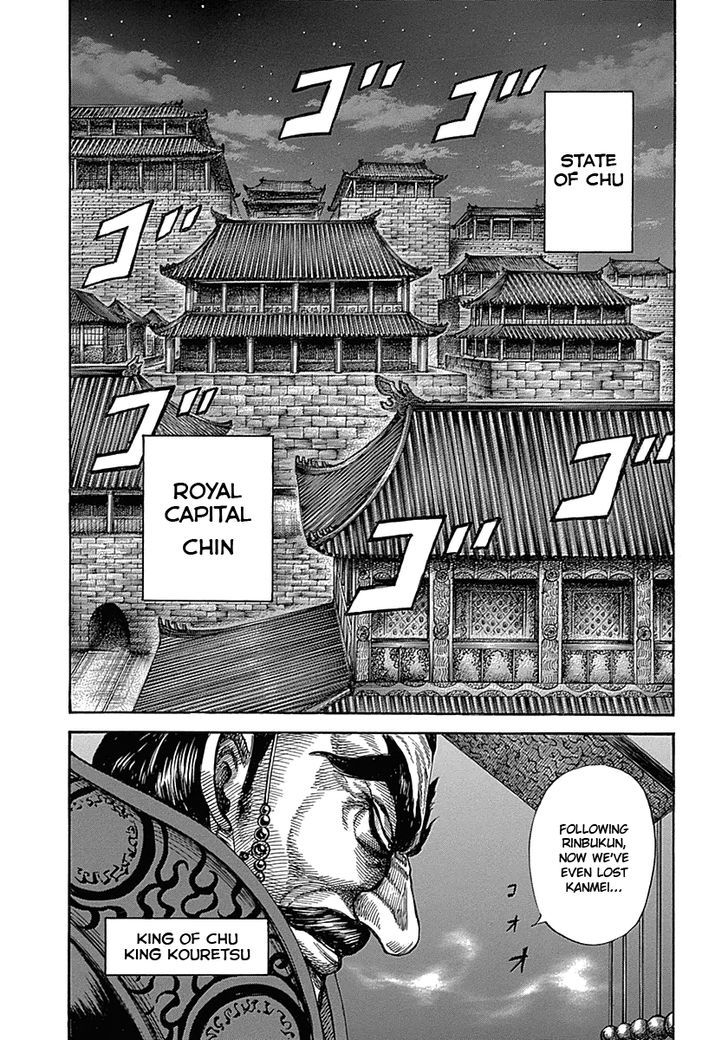 ゴ゛
ゴ゛
STATE
OF CHU
ゴ゛
ゴ゛
ROYAL
CAPITAL
CHIN
ゴ゛
ゴ゛
FOLLOWING
RINBUKUN,
NOW WE'VE
EVEN LOST
KANMEI...
コォォ
KING OF CHU
KING KOURETSU